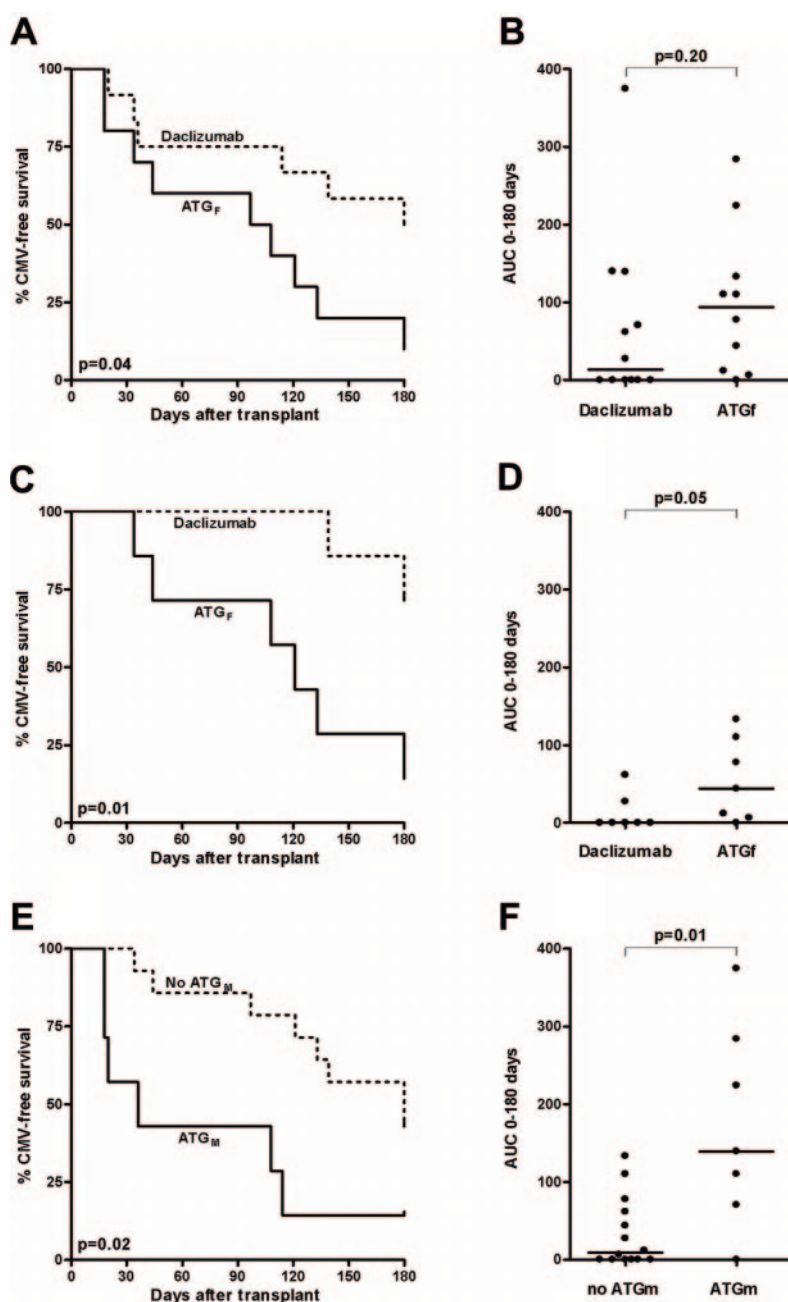 A
% CMV-free survival
100
75
50
25
0
Daclizumab
ATG_F
p=0.04
0 30 60 90 120 150 180
Days after transplant
B
p=0.20
AUC 0-180 days
400
300
200
100
0
Daclizumab ATGf
C
% CMV-free survival
100
75
50
25
0
Daclizumab
ATG_F
p=0.01
0 30 60 90 120 150 180
Days after transplant
D
p=0.05
AUC 0-180 days
400
300
200
100
0
Daclizumab ATGf
E
% CMV-free survival
100
75
50
25
0
No ATG_M
ATG_M
p=0.02
0 30 60 90 120 150 180
Days after transplant
F
p=0.01
AUC 0-180 days
400
300
200
100
0
no ATGm ATGm